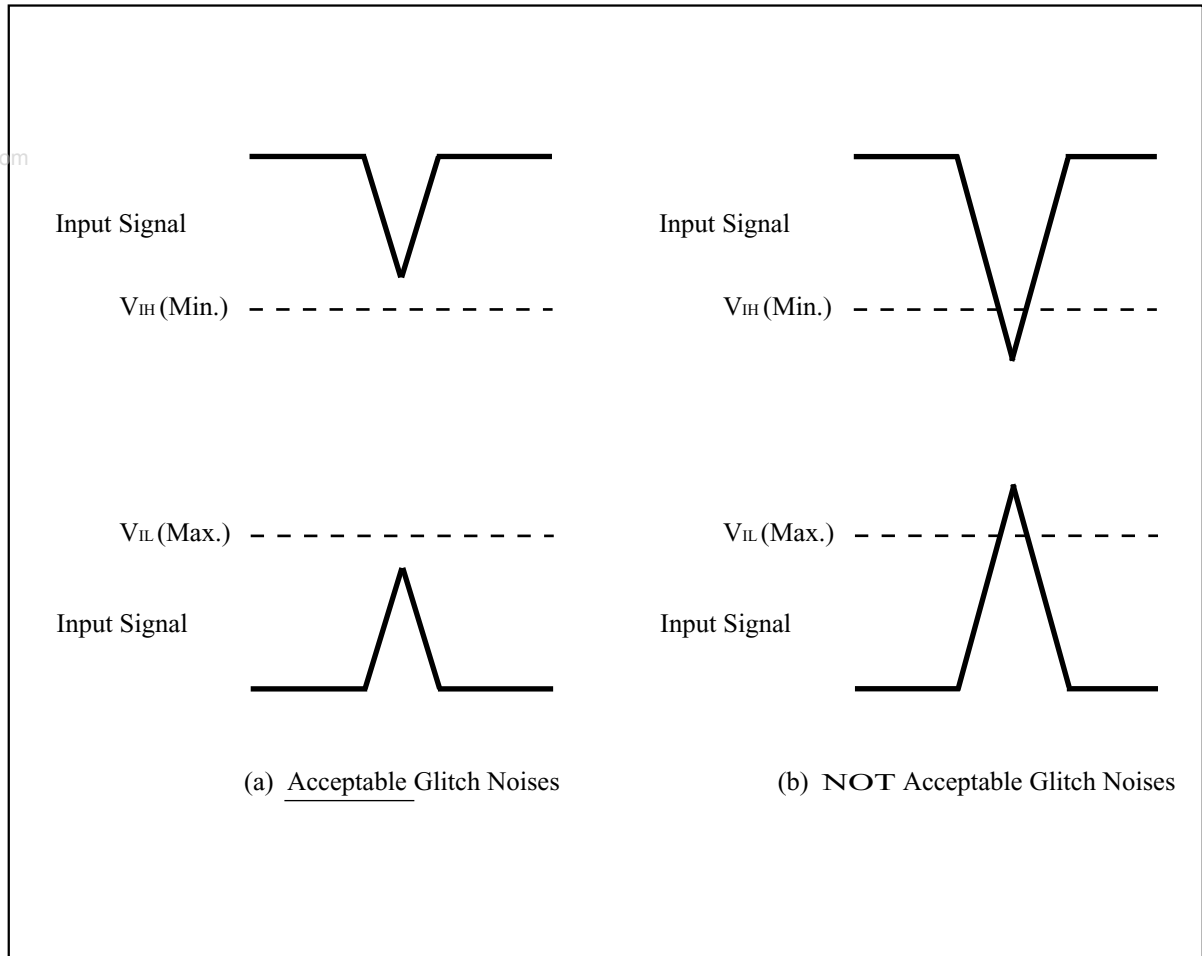 om
Input Signal
Input Signal
VIH (Min.)
VIH (Min.)
VIL (Max.)
VIL (Max.)
Input Signal
Input Signal
(a) Acceptable Glitch Noises
(b) NOT Acceptable Glitch Noises